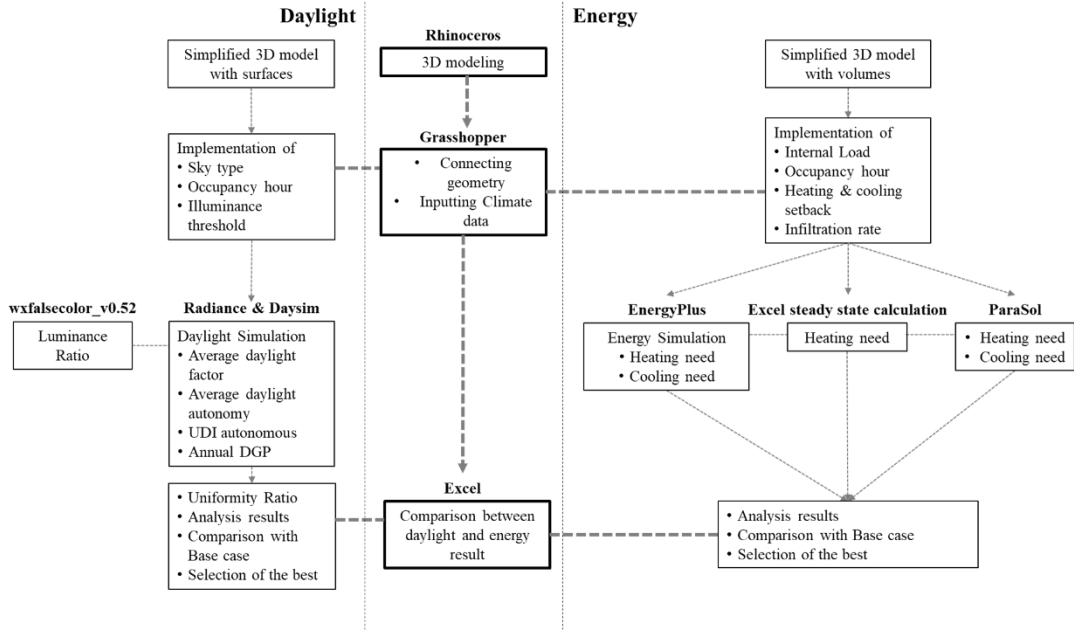 Daylight
Energy
Simplified 3D model
with surfaces
Implementation of
• Sky type
• Occupancy hour
• Illuminance
threshold
wxfalsecolor_v0.52
Luminance
Ratio
Radiance & Daysim
Daylight Simulation
• Average daylight
factor
• Average daylight
autonomy
• UDI autonomous
• Annual DGP
• Uniformity Ratio
• Analysis results
• Comparison with
Base case
• Selection of the best
Rhinoceros
3D modeling
Grasshopper
• Connecting
geometry
• Inputting Climate
data
Excel
Comparison between
daylight and energy
result
Simplified 3D model
with volumes
Implementation of
• Internal Load
• Occupancy hour
• Heating & cooling
setback
• Infiltration rate
EnergyPlus
Energy Simulation
• Heating need
• Cooling need
Excel steady state calculation
Heating need
ParaSol
• Heating need
• Cooling need
• Analysis results
• Comparison with Base case
• Selection of the best